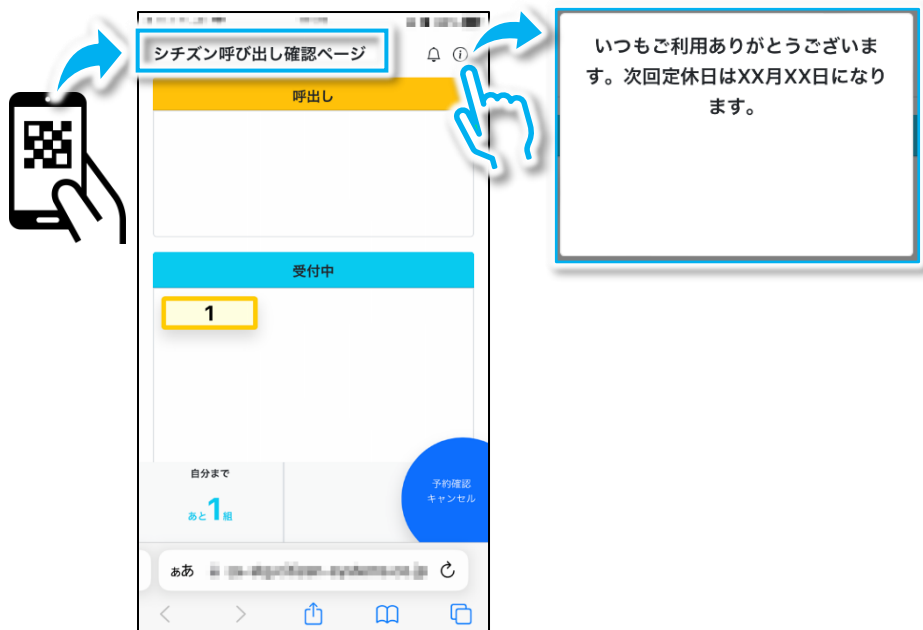 シチズン呼び出し確認ページ
呼出し
受付中
1
自分まで
あと1組
予約確認
キャンセル
ああ
いつもご利用ありがとうございま
す。次回定休日はXX月XX日になり
ます。